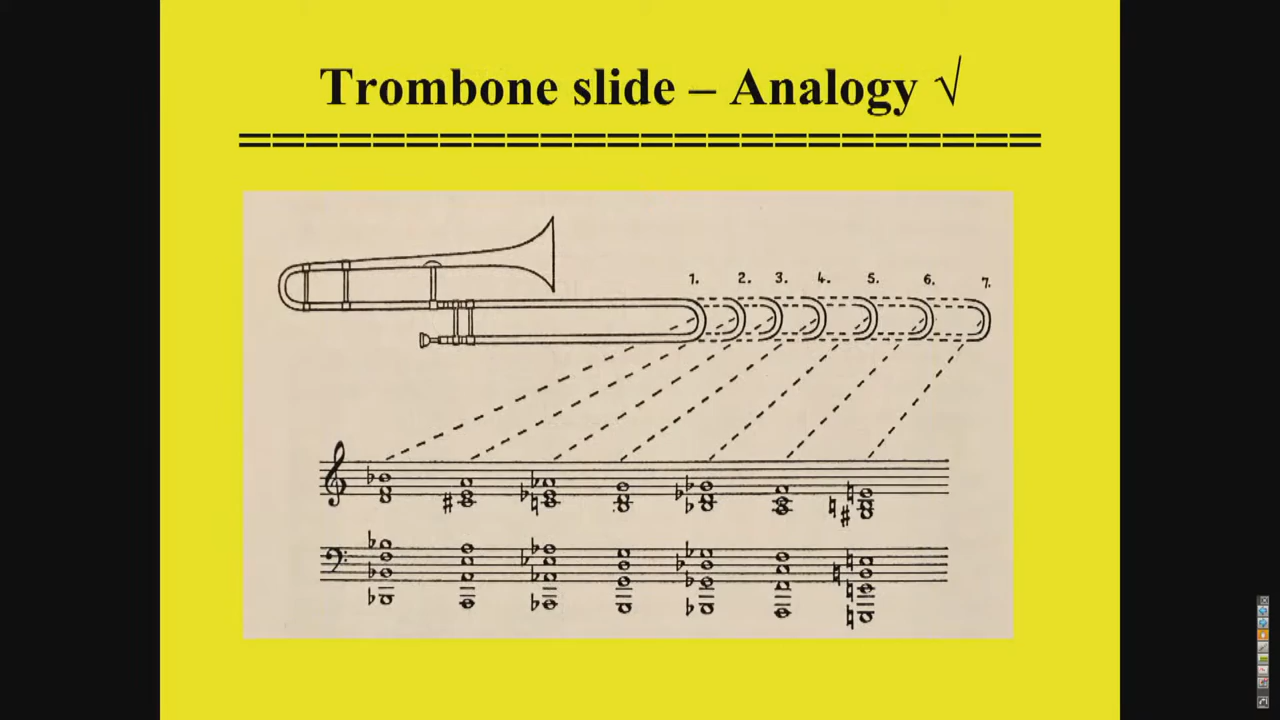 Trombone slide – Analogy √
1. 2. 3. 4. 5. 6. 7.